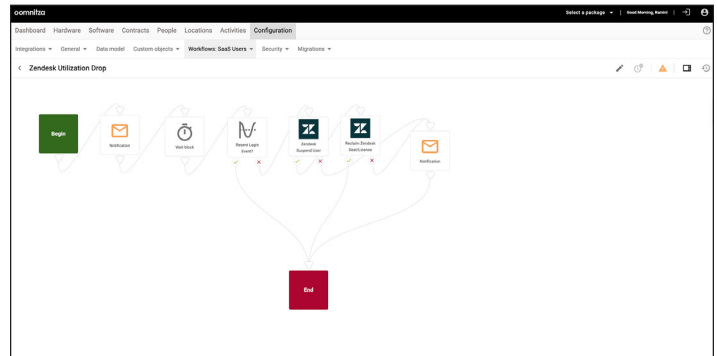 oomnitza
Select a package
Good Morning, Ramin!
Dashboard Hardware Software Contracts People Locations Activities Configuration
Integrations General Data model Custom objects Workflows: SaaS Users Security Migrations
Zendesk Utilization Drop
Begin
Notification
Wait block
Recent Login
Event?
Zendesk
Suspend User
Reclaim Zendesk
SaaS License
Notification
End